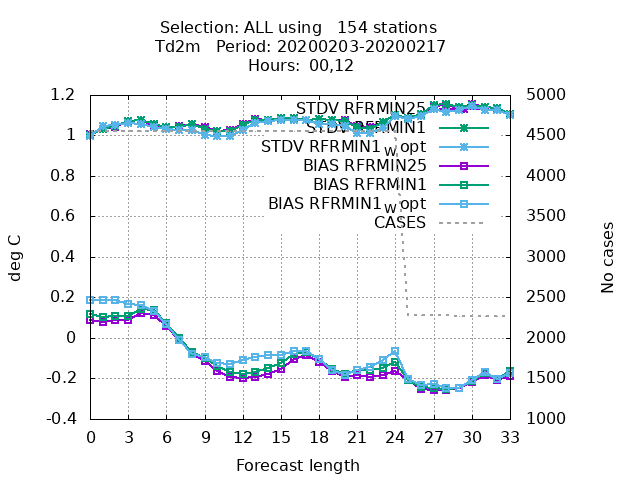 Selection: ALL using   154 stations
Td2m   Period: 20200203-20200217
Hours: 00,12
1.2
1
0.8
0.6
0.4
0.2
0
-0.2
-0.4
deg C
5000
4500
4000
3500
3000
2500
2000
1500
1000
No cases
STDV RFRMIN25
STDV RFRMIN1
STDV RFRMIN1_W opt
BIAS RFRMIN25
BIAS RFRMIN1
BIAS RFRMIN1_W opt
CASES
0 3 6 9 12 15 18 21 24 27 30 33
Forecast length